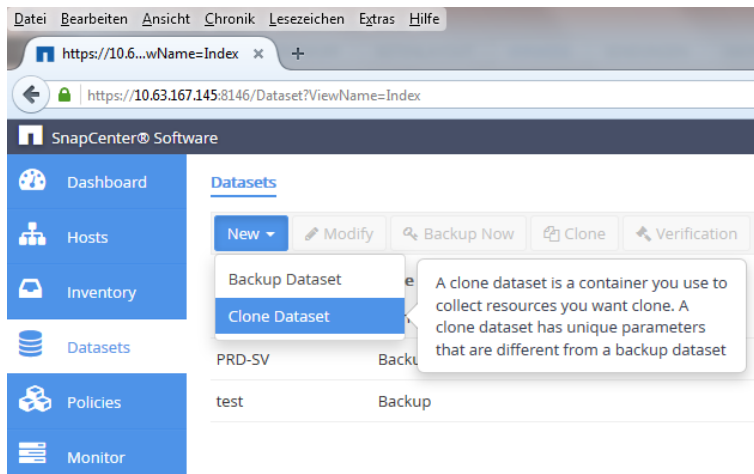 Datei Bearbeiten Ansicht Chronik Lesezeichen Extras Hilfe
https://10.6...wName=Index × +
https://10.63.167.145:8146/Dataset?ViewName=Index
SnapCenter® Software
Dashboard
Hosts
Inventory
Datasets
Policies
Monitor
Datasets
New Modify Backup Now Clone Verification
Backup Dataset
Clone Dataset
A clone dataset is a container you use to
collect resources you want clone. A
clone dataset has unique parameters
that are different from a backup dataset
PRD-SV
test Backup